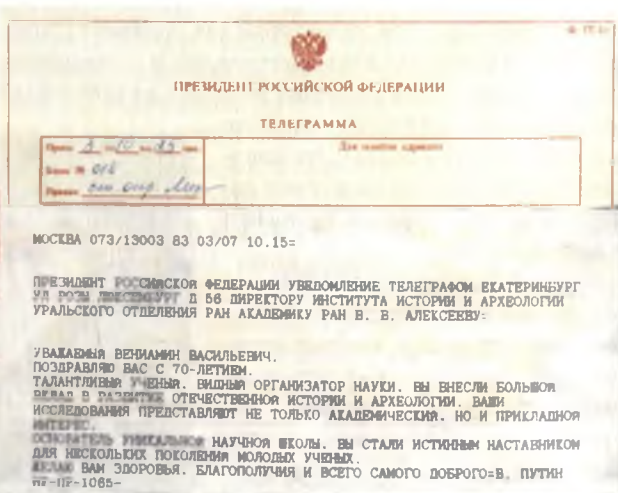 ПРЕЗИДЕНТ РОССИЙСКОЙ ФЕДЕРАЦИИ
ТЕЛЕГРАММА
Для
№ 018
МОСКВА 073/13003 83 03/07 10.15=
ПРЕЗИДЕНТ РОССИЙСКОЙ ФЕДЕРАЦИИ УВЕДОМЛЕНИЕ ТЕЛЕГРАФОМ ЕКАТЕРИНБУРГ
УЛ РОЗЫ ЛЮКСЕМБУРГ Д 56 ДИРЕКТОРУ ИНСТИТУТА ИСТОРИИ И АРХЕОЛОГИИ
УРАЛЬСКОГО ОТДЕЛЕНИЯ РАН АКАДЕМИКУ РАН В. В. АЛЕКСЕЕВУ=
УВАЖАЕМЫЙ ВЕНИАМИН ВАСИЛЬЕВИЧ.
ПОЗДРАВЛЯЮ ВАС С 70-ЛЕТИЕМ.
ТАЛАНТЛИВЫЙ УЧЕНЫЙ. ВИДНЫЙ ОРГАНИЗАТОР НАУКИ. ВЫ ВНЕСЛИ БОЛЬШОЙ
ВКЛАД В РАЗВИТИЕ ОТЕЧЕСТВЕННОЙ ИСТОРИИ И АРХЕОЛОГИИ. ВАШИ
ИССЛЕДОВАНИЯ ПРЕДСТАВЛЯЮТ НЕ ТОЛЬКО АКАДЕМИЧЕСКИЙ. НО И ПРИКЛАДНОЙ
ИНТЕРЕС.
ОСНОВАТЕЛЬ УНИКАЛЬНОЙ НАУЧНОЙ ШКОЛЫ. ВЫ СТАЛИ ИСТИННЫМ НАСТАВНИКОМ
ДЛЯ НЕСКОЛЬКИХ ПОКОЛЕНИЙ МОЛОДЫХ УЧЕНЫХ.
ЖЕЛАЮ ВАМ ЗДОРОВЬЯ. БЛАГОПОЛУЧИЯ И ВСЕГО САМОГО ДОБРОГО=В. ПУТИН
ПР-1065-